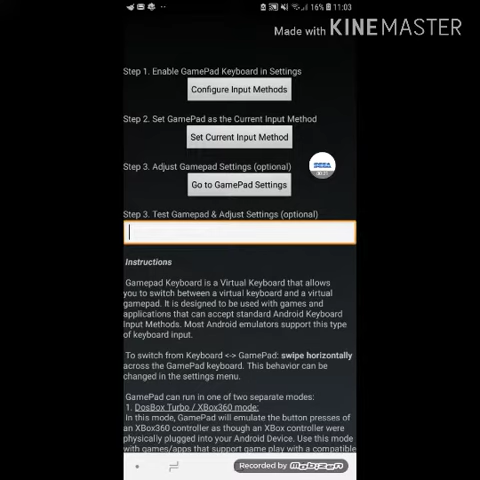 16% 11:03
Made with KINEMASTER
Step 1. Enable GamePad Keyboard in Settings
Configure Input Methods
Step 2. Set GamePad as the Current Input Method
Set Current Input Method
Step 3. Adjust Gamepad Settings (optional)
SEGA
Go to GamePad Settings
Step 3. Test Gamepad & Adjust Settings (optional)
Instructions
Gamepad Keyboard is a Virtual Keyboard that allows
you to switch between a virtual keyboard and a virtual
gamepad. It is designed to be used with games and
applications that can accept standard Android Keyboard
Input Methods. Most Android emulators support this type
of keyboard input.
To switch from Keyboard <-> GamePad: swipe horizontally
across the GamePad keyboard. This behavior can be
changed in the settings menu.
GamePad can run in one of two separate modes:
1. DosBox Turbo / XBox360 mode:
In this mode, GamePad will emulate the button presses of
an XBox360 controller as though an XBox controller were
physically plugged into your Android Device. Use this mode
with games/apps that support game play with a compatible
Recorded by MOBIZEN